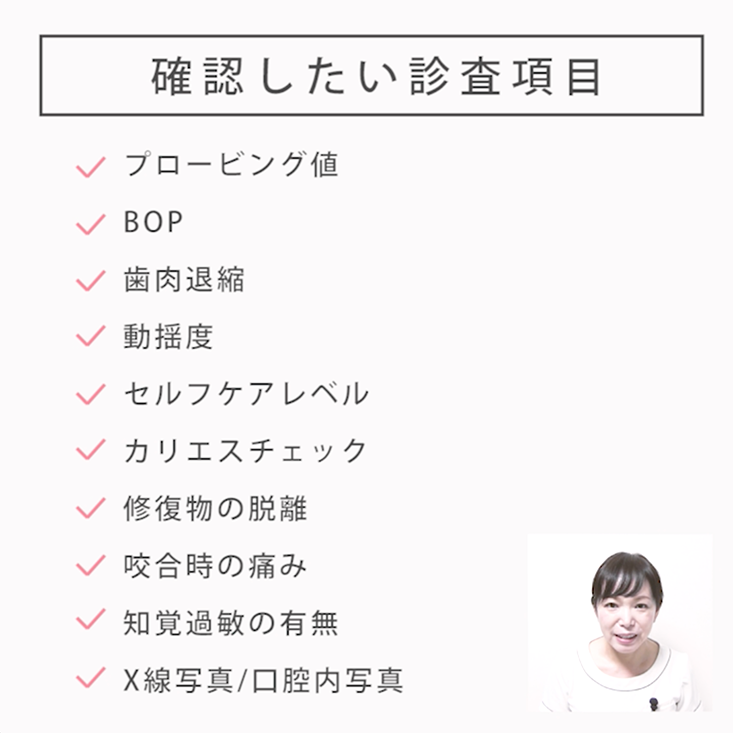 確認したい診査項目
プロービング値
BOP
歯肉退縮
動揺度
セルフケアレベル
カリエスチェック
修復物の脱離
咬合時の痛み
知覚過敏の有無
X線写真/口腔内写真